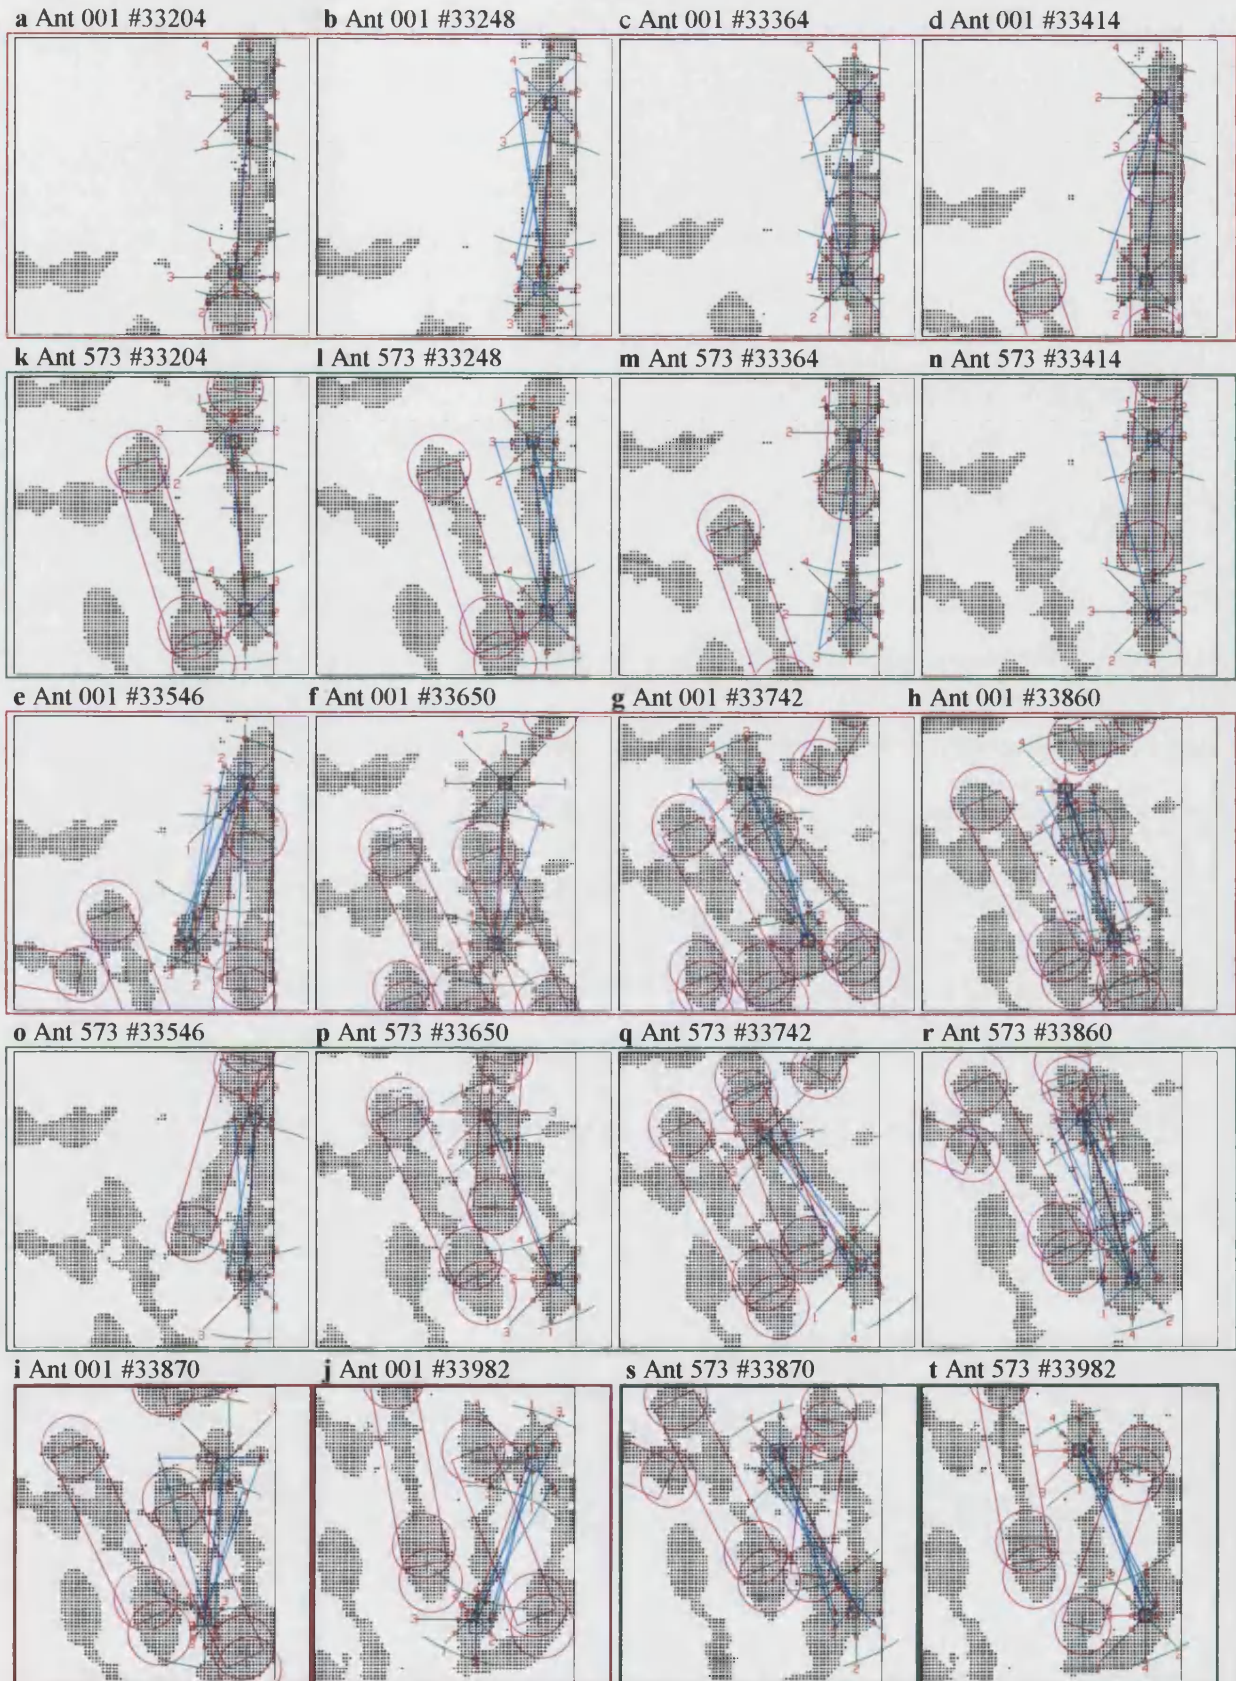 a Ant 001 #33204 b Ant 001 #33248 c Ant 001 #33364 d Ant 001 #33414
k Ant 573 #33204 l Ant 573 #33248 m Ant 573 #33364 n Ant 573 #33414
e Ant 001 #33546 f Ant 001 #33650 g Ant 001 #33742 h Ant 001 #33860
o Ant 573 #33546 p Ant 573 #33650 q Ant 573 #33742 r Ant 573 #33860
i Ant 001 #33870 j Ant 001 #33982 s Ant 573 #33870 t Ant 573 #33982